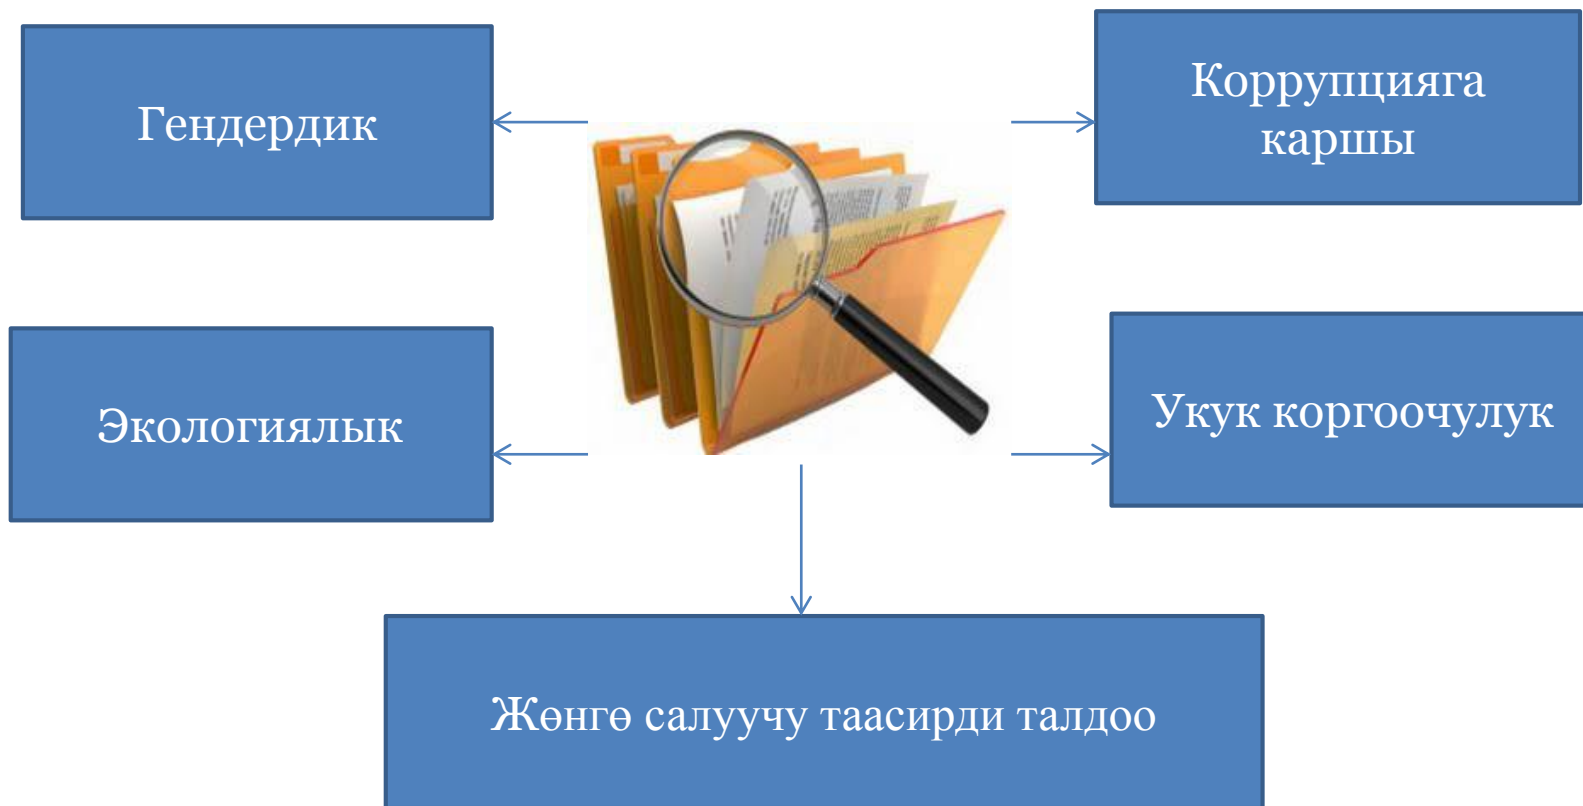 Гендердик
Коррупцияга
каршы
Экологиялык
Укук коргоочулук
Жөнгө салуучу таасирди талдоо